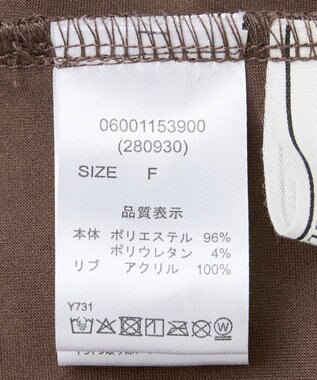 06001153900
(280930)
SIZE F
品質表示
本体 ポリエステル 96%
ポリウレタン 4%
リブ アクリル 100%
Y731